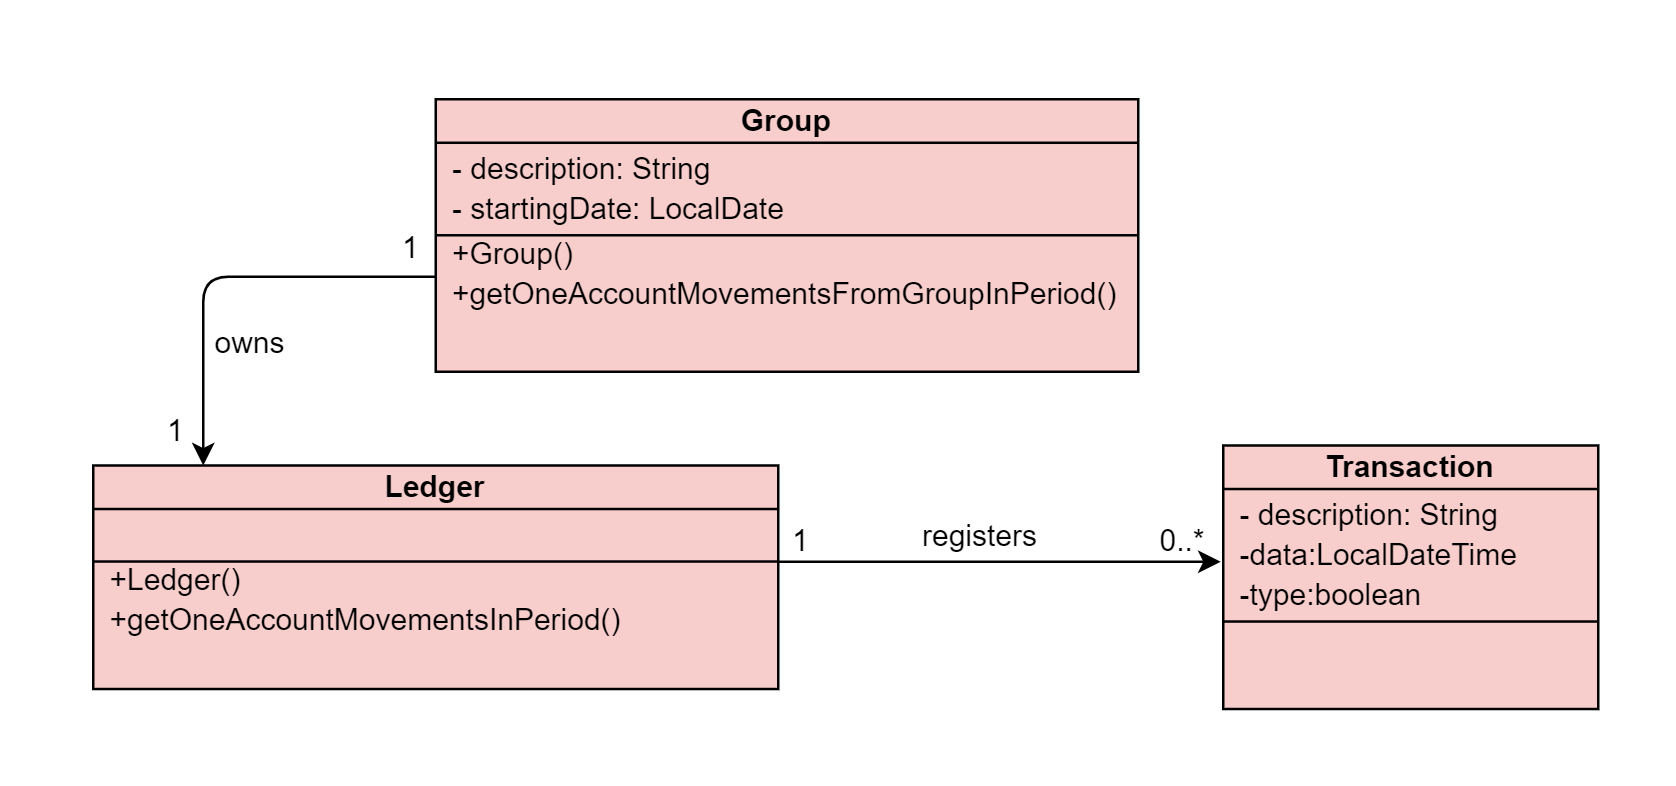 Group
- description: String
- startingDate: LocalDate
+Group()
+getOneAccountMovementsFromGroupInPeriod()
1
owns
1
Ledger
+Ledger()
+getOneAccountMovementsInPeriod()
1
registers
0..*
Transaction
- description: String
-data:LocalDateTime
-type:boolean